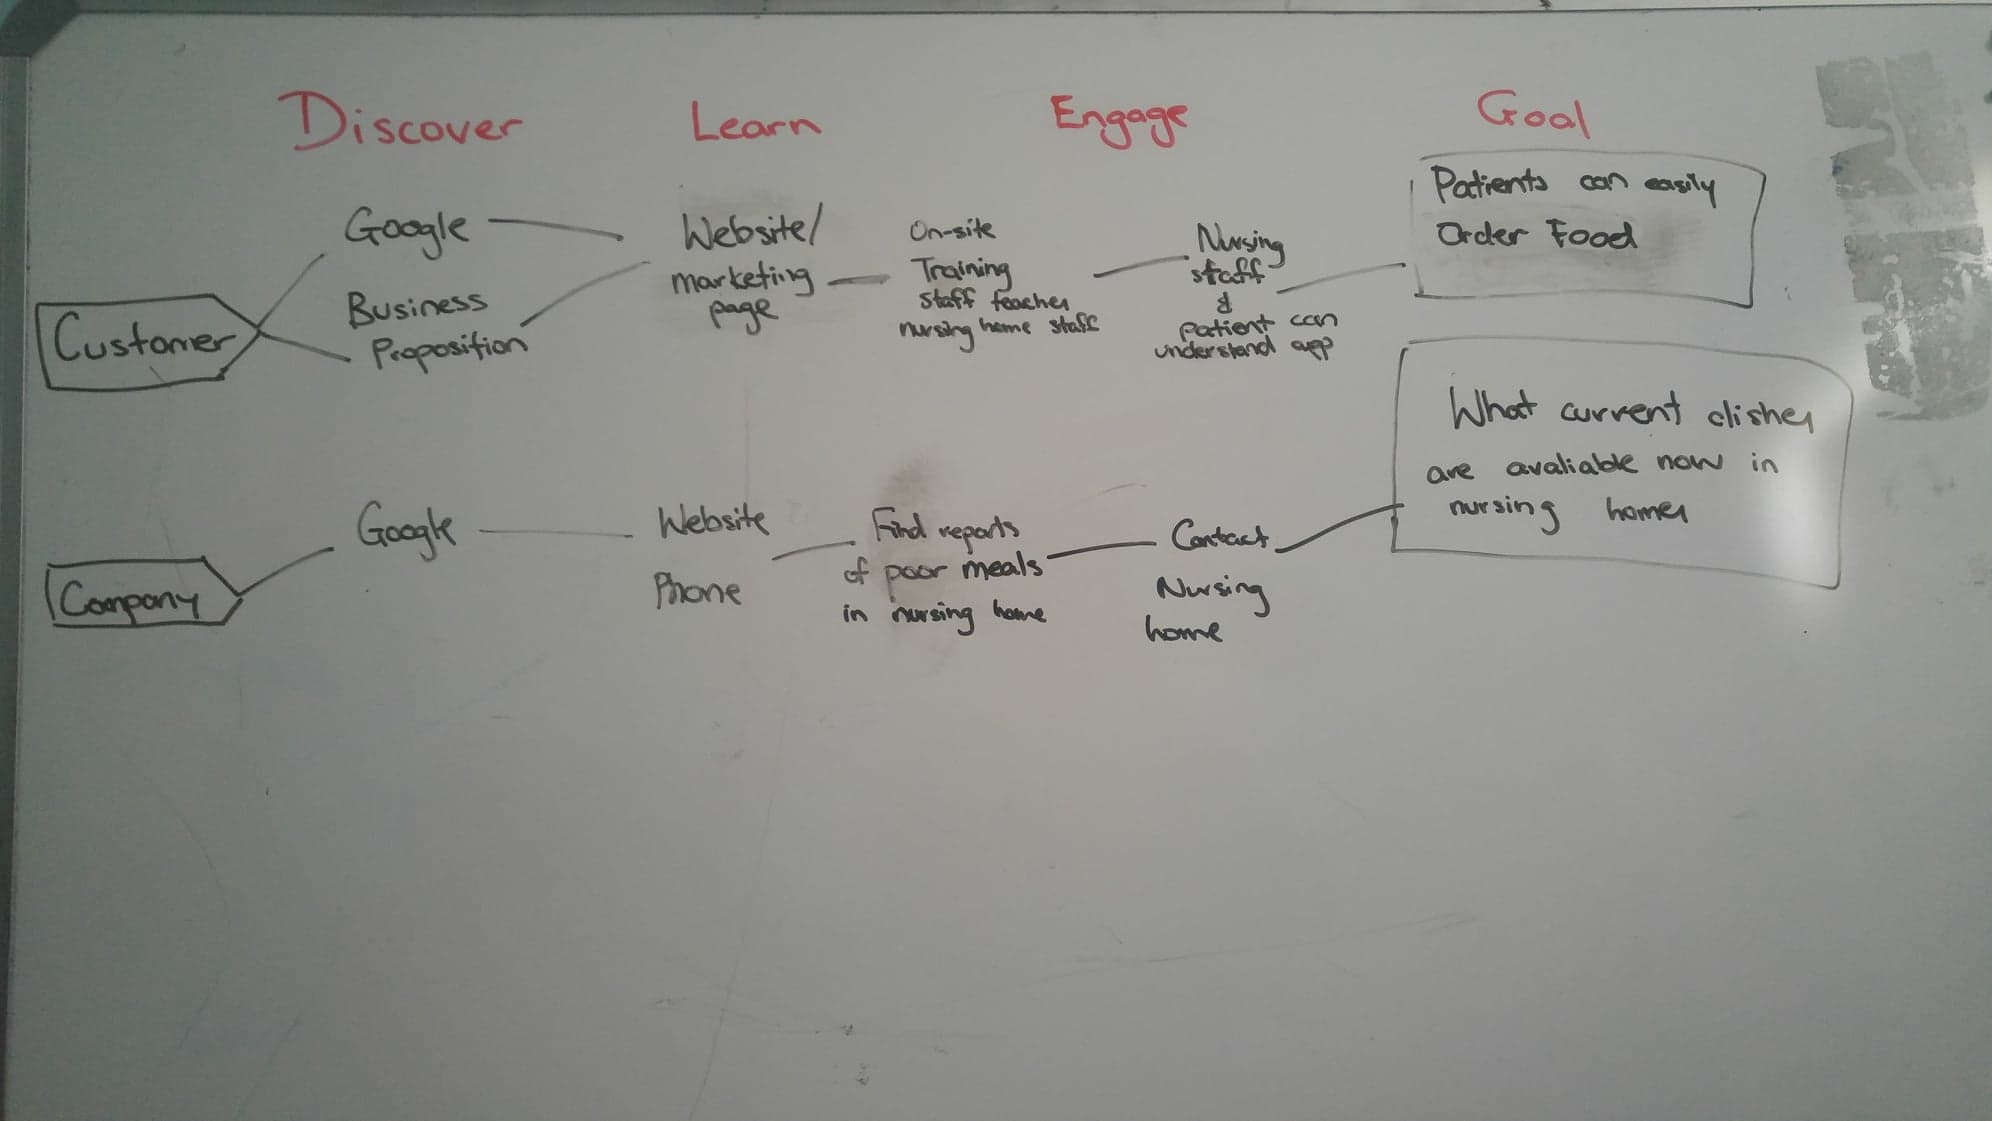 Discover
Learn
Engage
Goal
Customer
Google
Business
Proposition
Website/
marketing
page
On-site
Training
Staff teaches
nursing home staff
Nursing
staff
&
patient can
understand app
Patients can easily
Order Food
Company
Google
Website
Phone
Find reports
of poor meals
in nursing home
Contact
Nursing
home
What current dishes
are avaliable now in
nursing homes